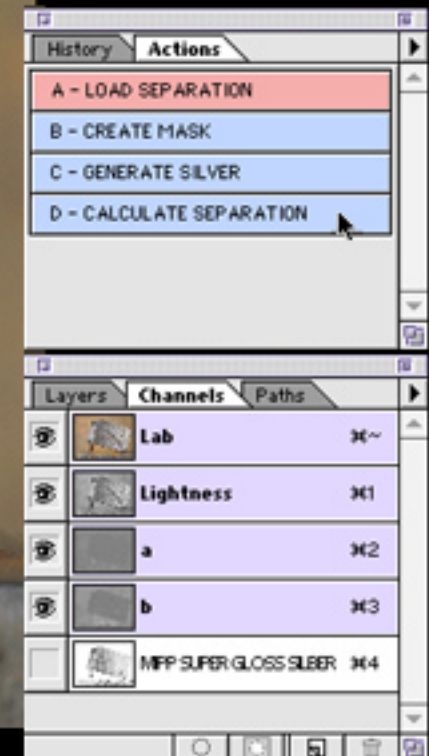 History Actions
A - LOAD SEPARATION
B - CREATE MASK
C - GENERATE SILVER
D - CALCULATE SEPARATION
Layers Channels Paths
Lab ⌘~
Lightness ⌘1
a ⌘2
b ⌘3
MIPP SUPER GLOSS SILBER ⌘4